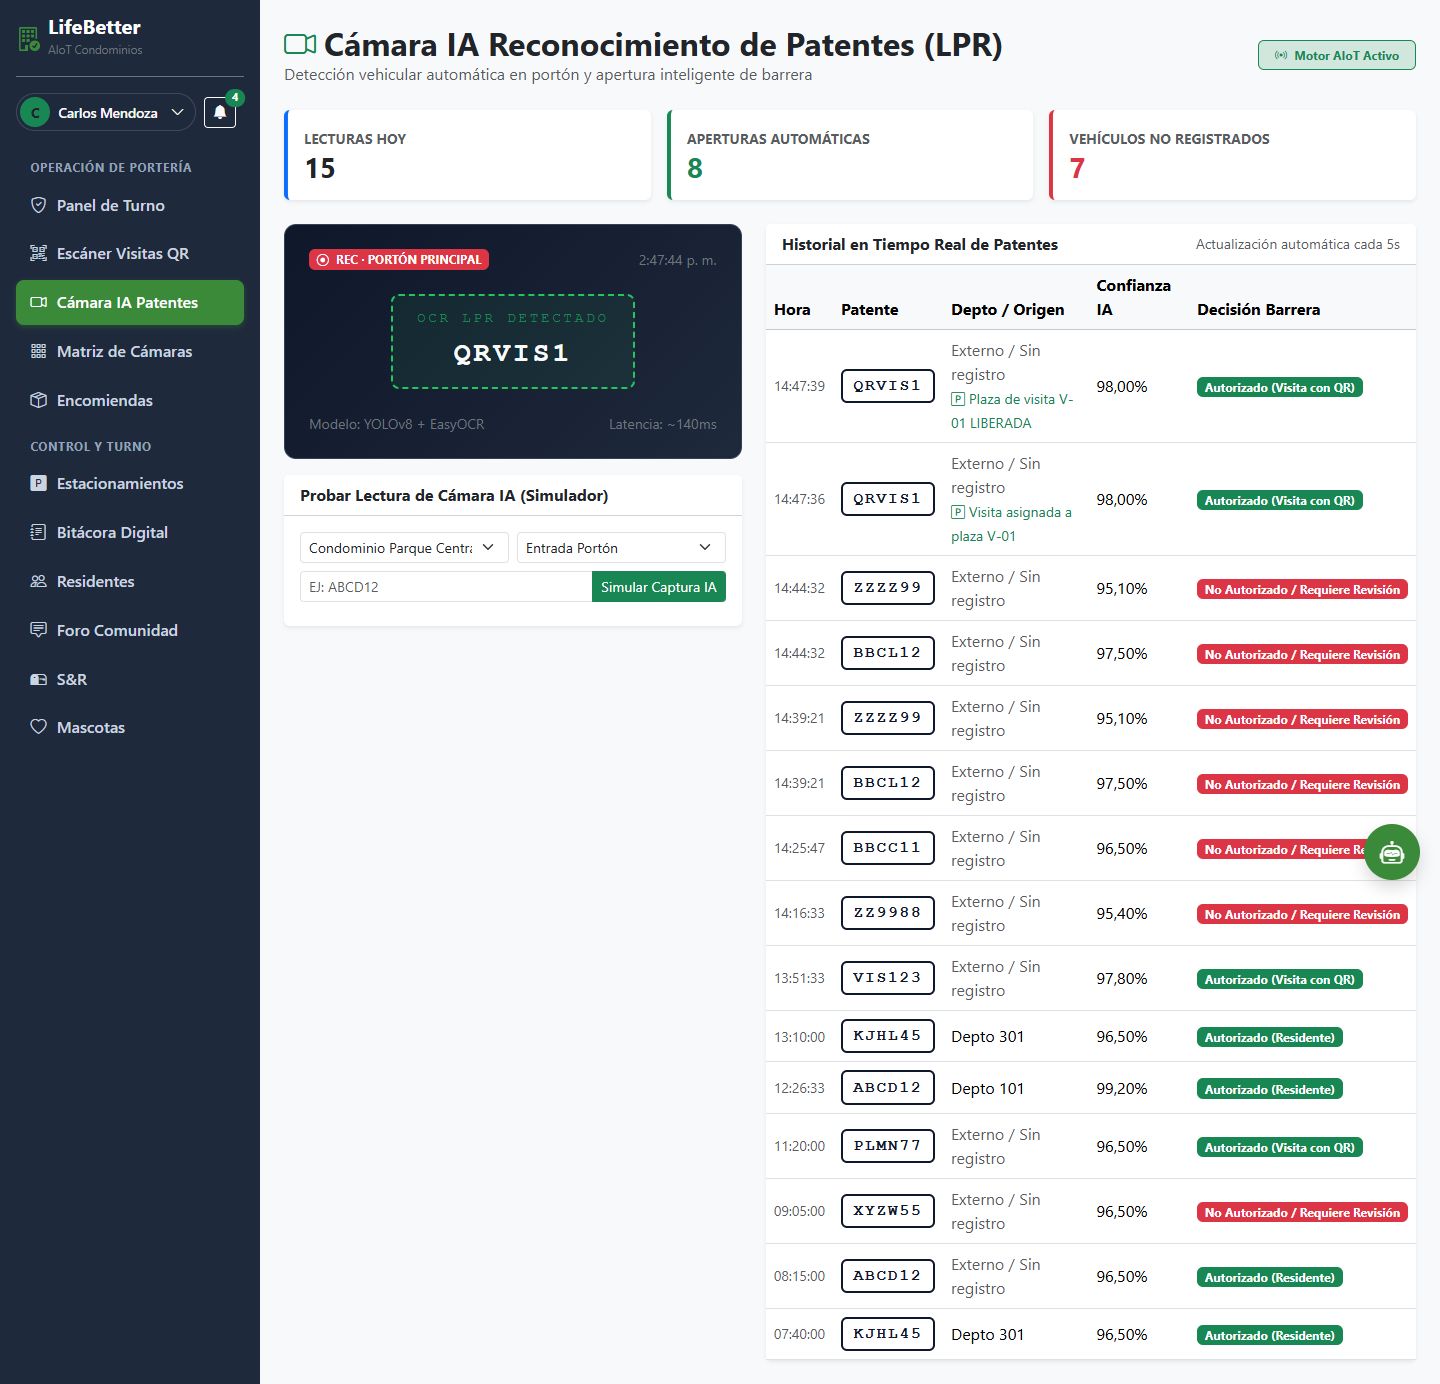 LifeBetter
AIoT Condominios
C
Carlos Mendoza
4
OPERACIÓN DE PORTERÍA
Panel de Turno
Escáner Visitas QR
Cámara IA Patentes
Matriz de Cámaras
Encomiendas
CONTROL Y TURNO
P
Estacionamientos
Bitácora Digital
Residentes
Foro Comunidad
S&R
Mascotas
Cámara IA Reconocimiento de Patentes (LPR)
Detección vehicular automática en portón y apertura inteligente de barrera
Motor AIoT Activo
LECTURAS HOY
15
APERTURAS AUTOMÁTICAS
8
VEHÍCULOS NO REGISTRADOS
7
REC · PORTÓN PRINCIPAL
2:47:44 p. m.
OCR LPR DETECTADO
QRVIS1
Modelo: YOLOv8 + EasyOCR
Latencia: ~140ms
Probar Lectura de Cámara IA (Simulador)
Condominio Parque Centra
Entrada Portón
EJ: ABCD12
Simular Captura IA
Historial en Tiempo Real de Patentes
Actualización automática cada 5s
Hora
Patente
Depto / Origen
Confianza
IA
Decisión Barrera
14:47:39
QRVIS1
Externo / Sin
registro
P Plaza de visita V-
01 LIBERADA
98,00%
Autorizado (Visita con QR)
14:47:36
QRVIS1
Externo / Sin
registro
P Visita asignada a
plaza V-01
98,00%
Autorizado (Visita con QR)
14:44:32
ZZZZ99
Externo / Sin
registro
95,10%
No Autorizado / Requiere Revisión
14:44:32
BBCL12
Externo / Sin
registro
97,50%
No Autorizado / Requiere Revisión
14:39:21
ZZZZ99
Externo / Sin
registro
95,10%
No Autorizado / Requiere Revisión
14:39:21
BBCL12
Externo / Sin
registro
97,50%
No Autorizado / Requiere Revisión
14:25:47
BBCC11
Externo / Sin
registro
96,50%
No Autorizado / Requiere
14:16:33
ZZ9988
Externo / Sin
registro
95,40%
No Autorizado / Requiere Revisión
13:51:33
VIS123
Externo / Sin
registro
97,80%
Autorizado (Visita con QR)
13:10:00
KJHL45
Depto 301
96,50%
Autorizado (Residente)
12:26:33
ABCD12
Depto 101
99,20%
Autorizado (Residente)
11:20:00
PLMN77
Externo / Sin
registro
96,50%
Autorizado (Visita con QR)
09:05:00
XYZW55
Externo / Sin
registro
96,50%
No Autorizado / Requiere Revisión
08:15:00
ABCD12
Externo / Sin
registro
96,50%
Autorizado (Residente)
07:40:00
KJHL45
Depto 301
96,50%
Autorizado (Residente)